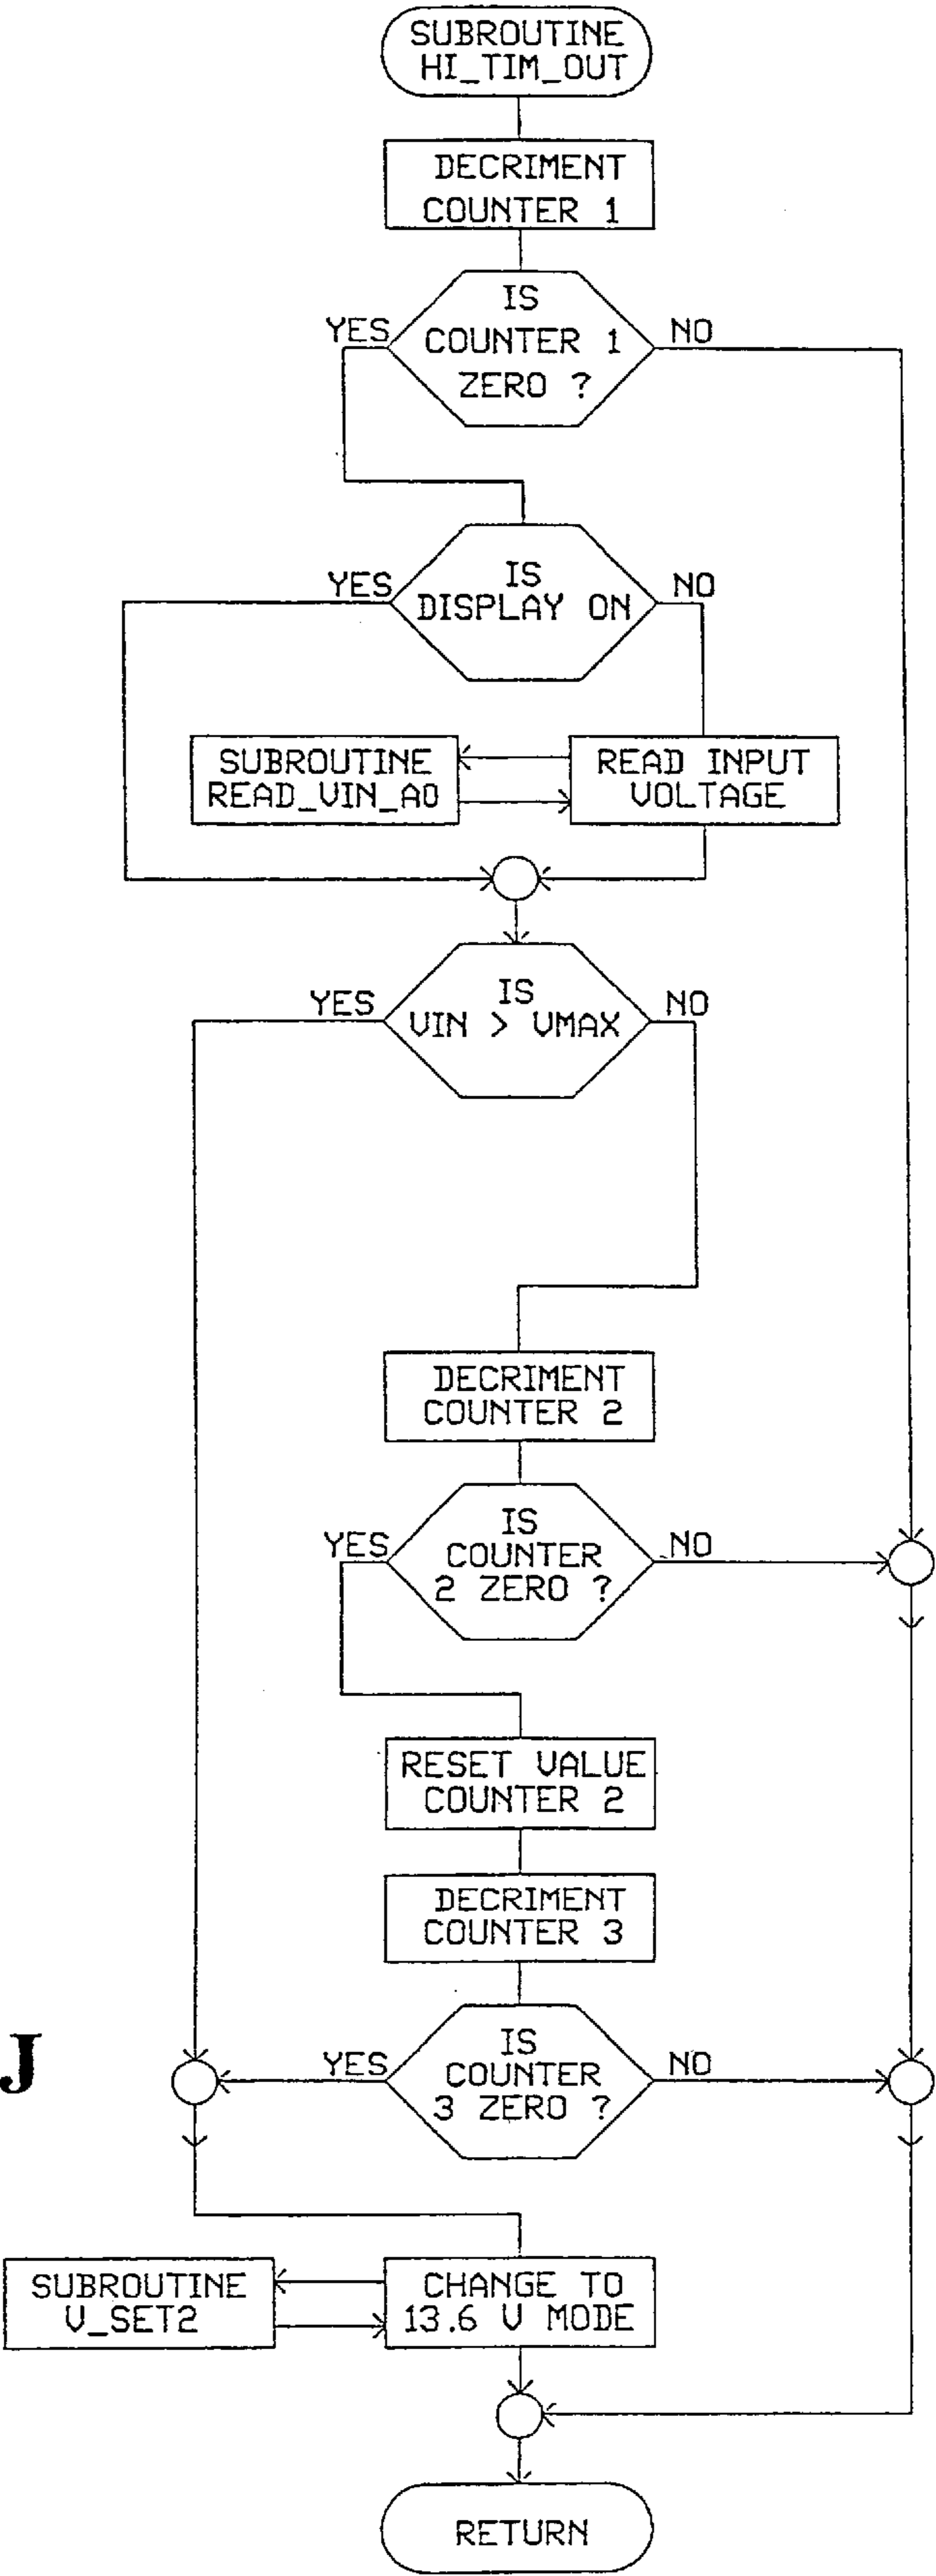 SUBROUTINE
HI_TIM_OUT
DECRIMENT
COUNTER 1
IS
COUNTER 1
ZERO ?
YES
NO
IS
DISPLAY ON
YES
NO
SUBROUTINE
READ_VIN_A0
READ INPUT
VOLTAGE
IS
VIN > VMAX
YES
NO
DECRIMENT
COUNTER 2
IS
COUNTER
2 ZERO ?
YES
NO
RESET VALUE
COUNTER 2
DECRIMENT
COUNTER 3
IS
COUNTER
3 ZERO ?
YES
NO
J
SUBROUTINE
V_SET2
CHANGE TO
13.6 V MODE
RETURN